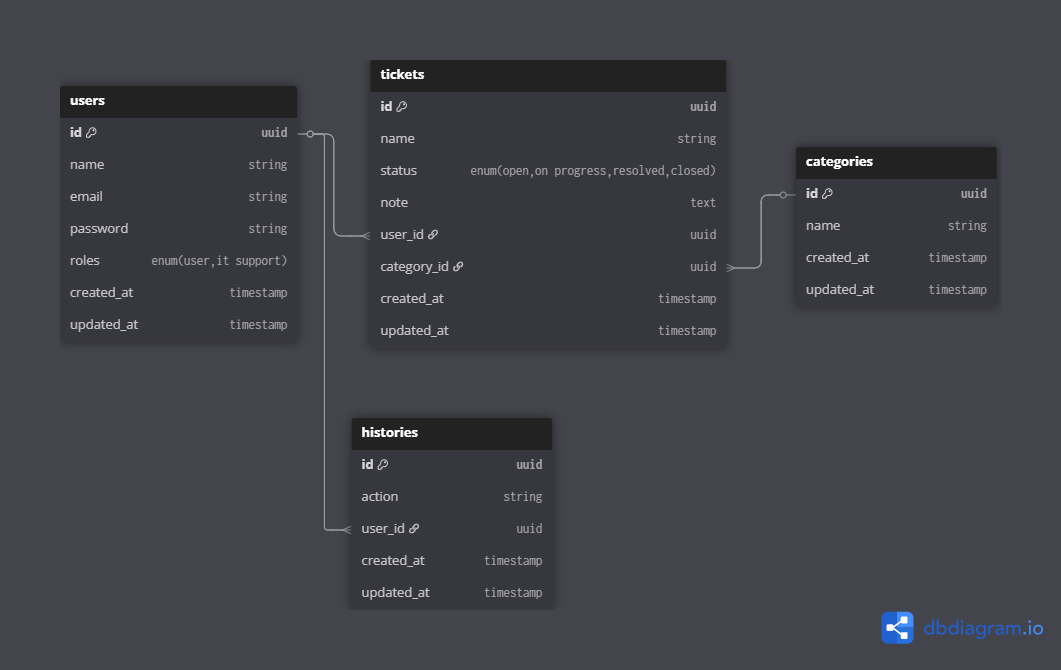 users
id uuid
name string
email string
password string
roles enum(user,it support)
created_at timestamp
updated_at timestamp
tickets
id uuid
name string
status enum(open,on progress,resolved,closed)
note text
user_id uuid
category_id uuid
created_at timestamp
updated_at timestamp
categories
id uuid
name string
created_at timestamp
updated_at timestamp
histories
id uuid
action string
user_id uuid
created_at timestamp
updated_at timestamp
dbdiagram.io